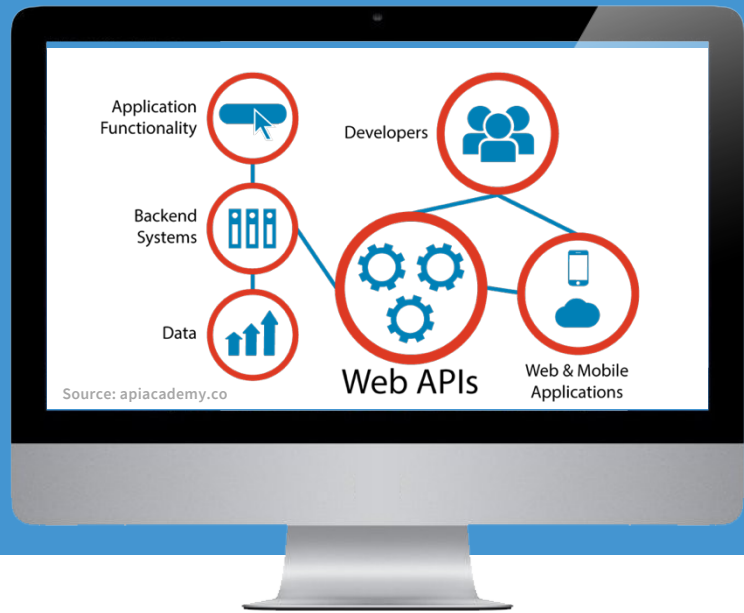 Application
Functionality
Developers
Backend
Systems
Data
Web APIs
Web & Mobile
Applications
Source: apiacademy.co